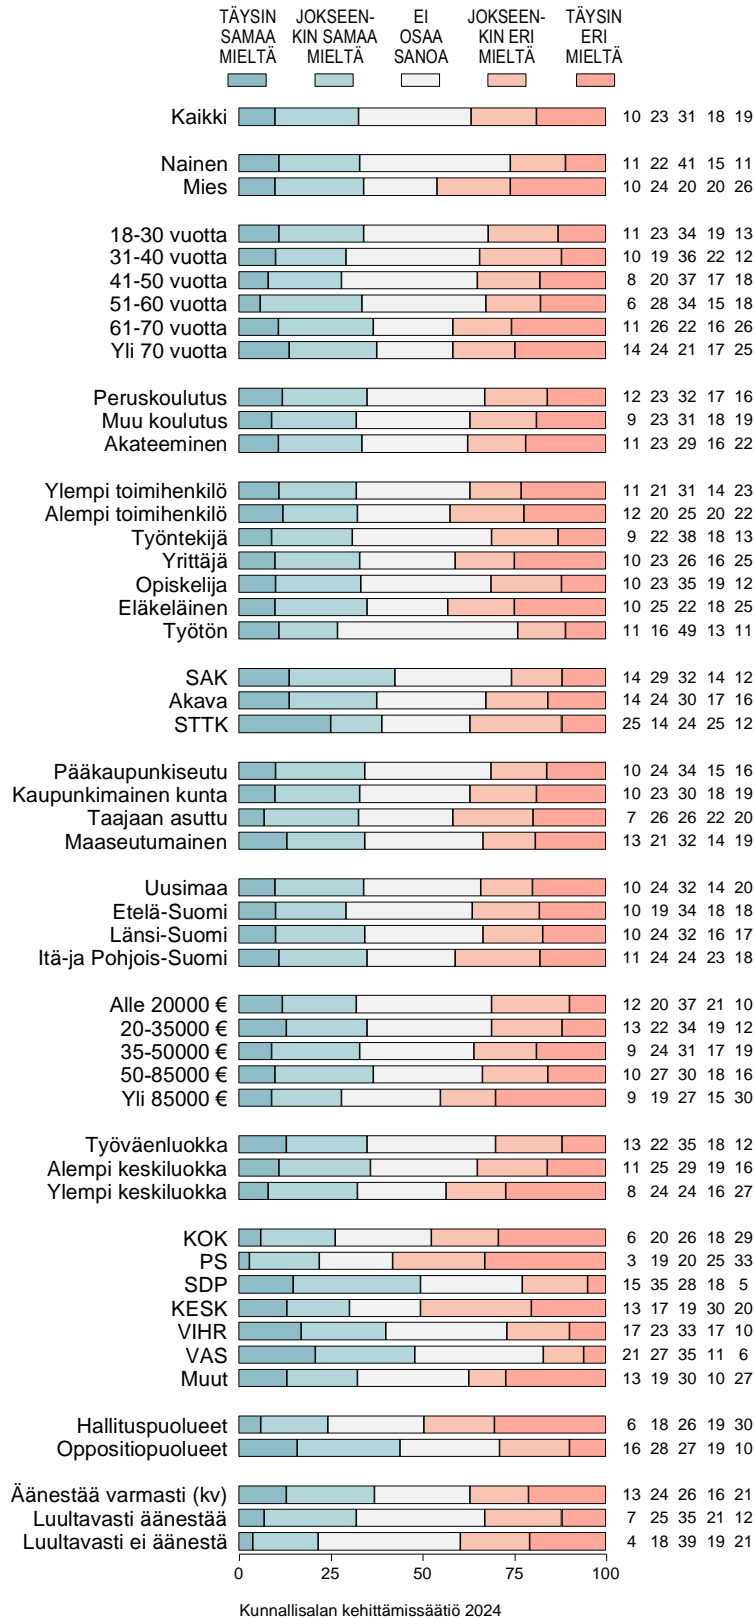 TÄYSIN JOKSEEN- EI JOKSEEN- TÄYSIN
SAMAA KIN SAMAA OSAA KIN ERI ERI
MIELTÄ MIELTÄ SANOA MIELTÄ MIELTÄ
Kaikki 10 23 31 18 19
Nainen 11 22 41 15 11
Mies 10 24 20 20 26
18-30 vuotta 11 23 34 19 13
31-40 vuotta 10 19 36 22 12
41-50 vuotta 8 20 37 17 18
51-60 vuotta 6 28 34 15 18
61-70 vuotta 11 26 22 16 26
Yli 70 vuotta 14 24 21 17 25
Peruskoulutus 12 23 32 17 16
Muu koulutus 9 23 31 18 19
Akateeminen 11 23 29 16 22
Ylempi toimihenkilö 11 21 31 14 23
Alempi toimihenkilö 12 20 25 20 22
Työntekijä 9 22 38 18 13
Yrittäjä 10 23 26 16 25
Opiskelija 10 23 35 19 12
Eläkeläinen 10 25 22 18 25
Työtön 11 16 49 13 11
SAK 14 29 32 14 12
Akava 14 24 30 17 16
STTK 25 14 24 25 12
Pääkaupunkiseutu 10 24 34 15 16
Kaupunkimainen kunta 10 23 30 18 19
Taajaan asuttu 7 26 26 22 20
Maaseutumainen 13 21 32 14 19
Uusimaa 10 24 32 14 20
Etelä-Suomi 10 19 34 18 18
Länsi-Suomi 10 24 32 16 17
Itä-ja Pohjois-Suomi 11 24 24 23 18
Alle 20000 € 12 20 37 21 10
20-35000 € 13 22 34 19 12
35-50000 € 9 24 31 17 19
50-85000 € 10 27 30 18 16
Yli 85000 € 9 19 27 15 30
Työväenluokka 13 22 35 18 12
Alempi keskiluokka 11 25 29 19 16
Ylempi keskiluokka 8 24 24 16 27
KOK 6 20 26 18 29
PS 3 19 20 25 33
SDP 15 35 28 18 5
KESK 13 17 19 30 20
VIHR 17 23 33 17 10
VAS 21 27 35 11 6
Muut 13 19 30 10 27
Hallituspuolueet 6 18 26 19 30
Oppositiopuolueet 16 28 27 19 10
Äänestää varmasti (kv) 13 24 26 16 21
Luultavasti äänestää 7 25 35 21 12
Luultavasti ei äänestä 4 18 39 19 21
0 25 50 75 100
Kunnallisalan kehittämissäätiö 2024